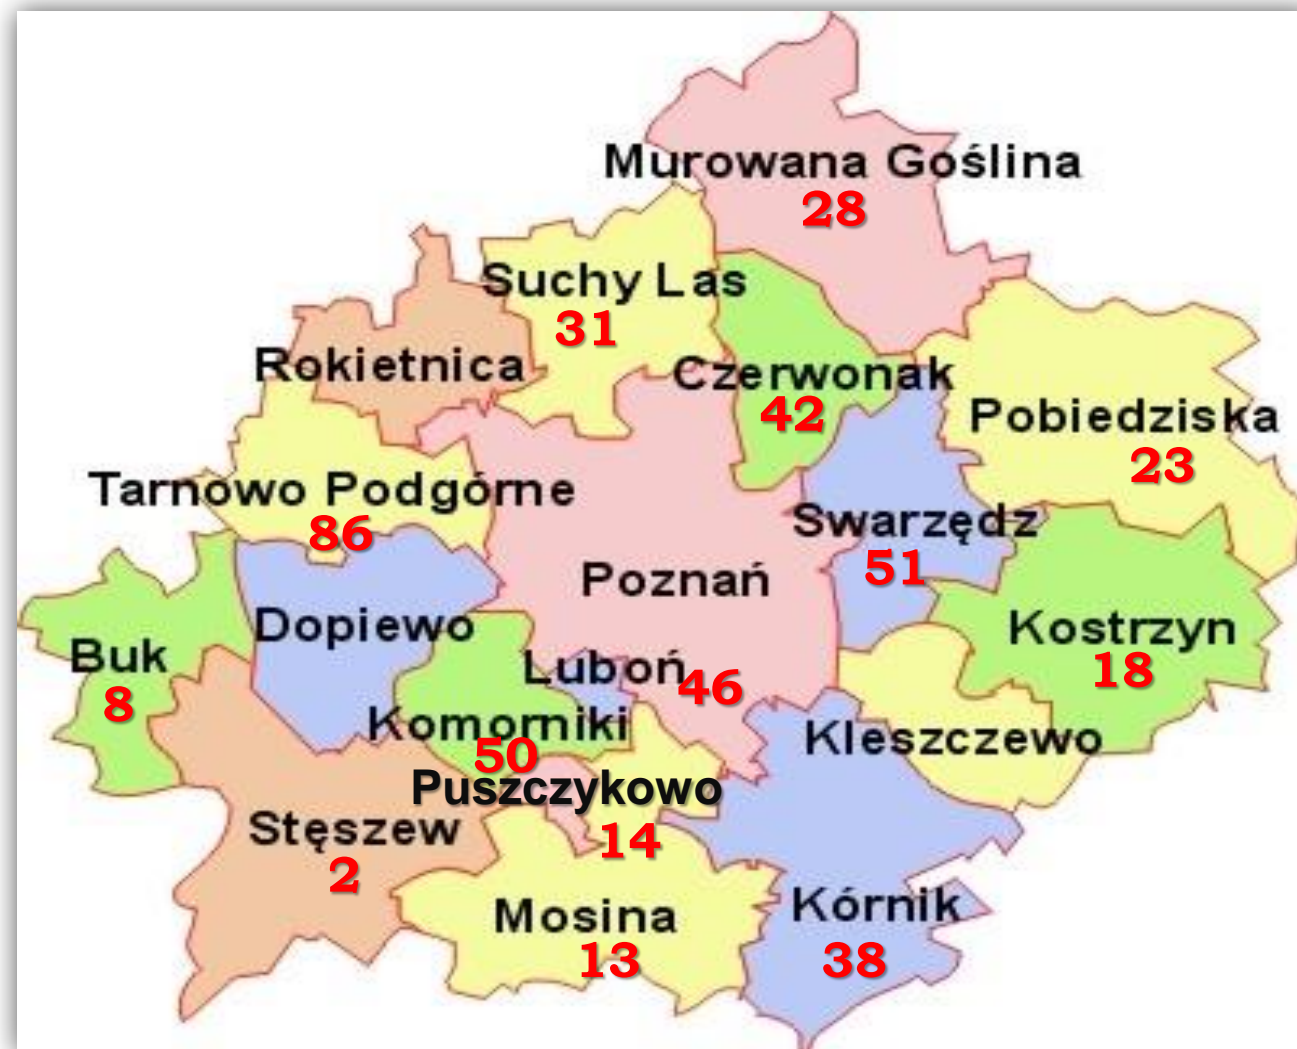 Murowana Goślina
28
Suchy Las
31
Rokietnica
Czerwonak
42
Pobiedziska
23
Tarnowo Podgórne
86
Swarzędz
51
Poznań
Dopiewo
Kostrzyn
18
Buk
8
Luboń
46
Komorniki
50
Kleszczewo
Puszczykowo
14
Stęszew
2
Mosina
13
Kórnik
38